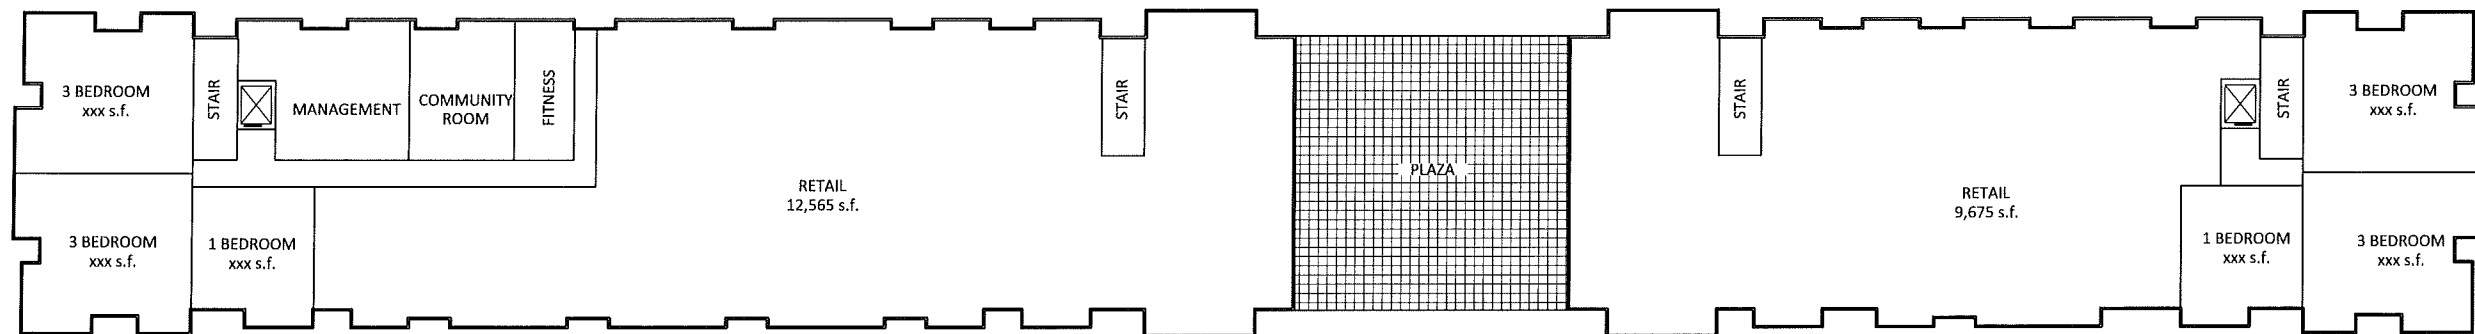 3 BEDROOM
xxx s.f.
STAIR
MANAGEMENT
COMMUNITY
ROOM
FITNESS
STAIR
PLAZA
STAIR
STAIR
3 BEDROOM
xxx s.f.
3 BEDROOM
xxx s.f.
1 BEDROOM
xxx s.f.
RETAIL
12,565 s.f.
RETAIL
9,675 s.f.
1 BEDROOM
xxx s.f.
3 BEDROOM
xxx s.f.